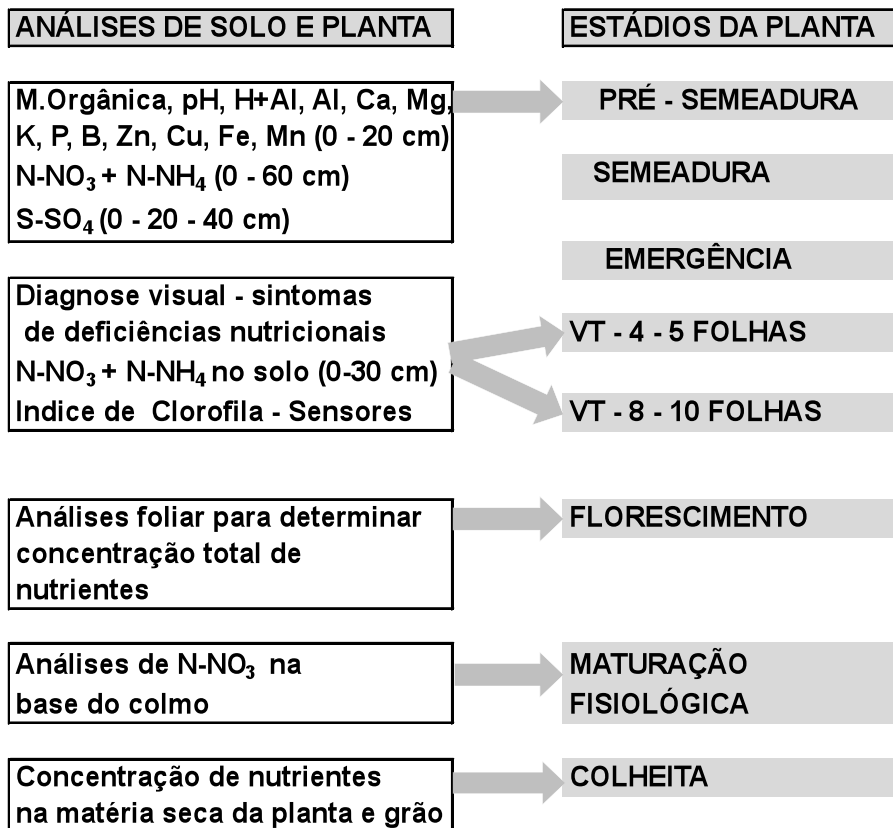 ANÁLISES DE SOLO E PLANTA
ESTÁDIOS DA PLANTA
M.Orgânica, pH, H+Al, Al, Ca, Mg,
K, P, B, Zn, Cu, Fe, Mn (0 - 20 cm)
N-NO₃ + N-NH₄ (0 - 60 cm)
S-SO₄ (0 - 20 - 40 cm)
PRÉ - SEMEADURA
SEMEADURA
EMERGÊNCIA
Diagnose visual - sintomas
de deficiências nutricionais
N-NO₃ + N-NH₄ no solo (0-30 cm)
Indice de Clorofila - Sensores
VT - 4 - 5 FOLHAS
VT - 8 - 10 FOLHAS
Análises foliar para determinar
concentração total de
nutrientes
FLORESCIMENTO
Análises de N-NO₃ na
base do colmo
MATURAÇÃO
FISIOLÓGICA
Concentração de nutrientes
na matéria seca da planta e grão
COLHEITA